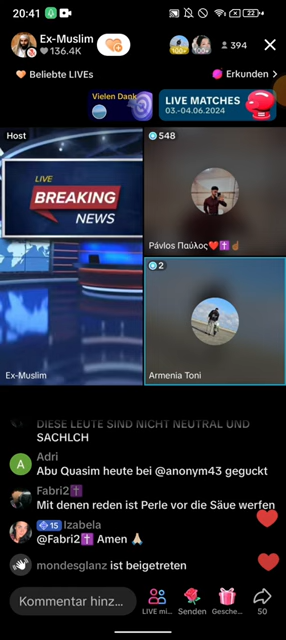 20:41
22
Ex-Muslim
136.4K
100+
100+
394
Beliebte LIVEs
Erkunden >
Vielen Dank
LIVE MATCHES
03.-04.06.2024
Host
548
LIVE
BREAKING
NEWS
Pávlos Παύλος
2
Ex-Muslim
Armenia Toni
DIESE LEUTE SIND NICHT NEUTRAL UND
SACHLCH
A Adri
Abu Quasim heute bei @anonym43 geguckt
Fabri2✝️
Mit denen reden ist Perle vor die Säue werfen
15 Izabela
@Fabri2✝️ Amen 🙏🏻
mondesglanz ist beigetreten
Kommentar hinz...
LIVE mi...
Senden
Gesche...
50